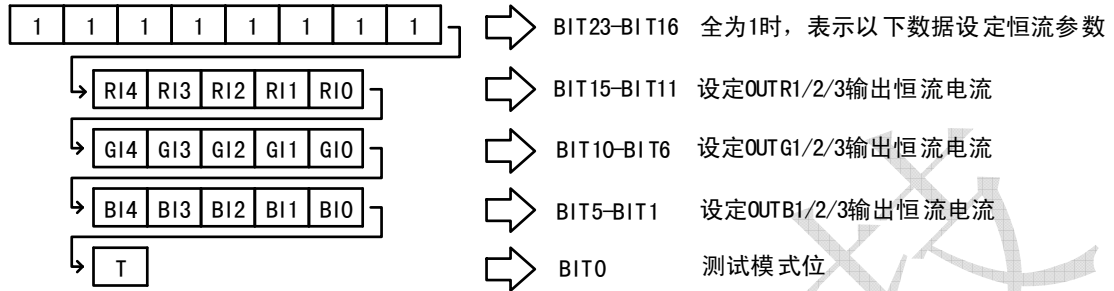 1 1 1 1 1 1 1 1 BIT23-BIT16 全为1时，表示以下数据设定恒流参数
RI4 RI3 RI2 RI1 RI0 BIT15-BIT11 设定OUTR1/2/3输出恒流电流
GI4 GI3 GI2 GI1 GI0 BIT10-BIT6 设定OUTG1/2/3输出恒流电流
BI4 BI3 BI2 BI1 BI0 BIT5-BIT1 设定OUTB1/2/3输出恒流电流
T BIT0 测试模式位